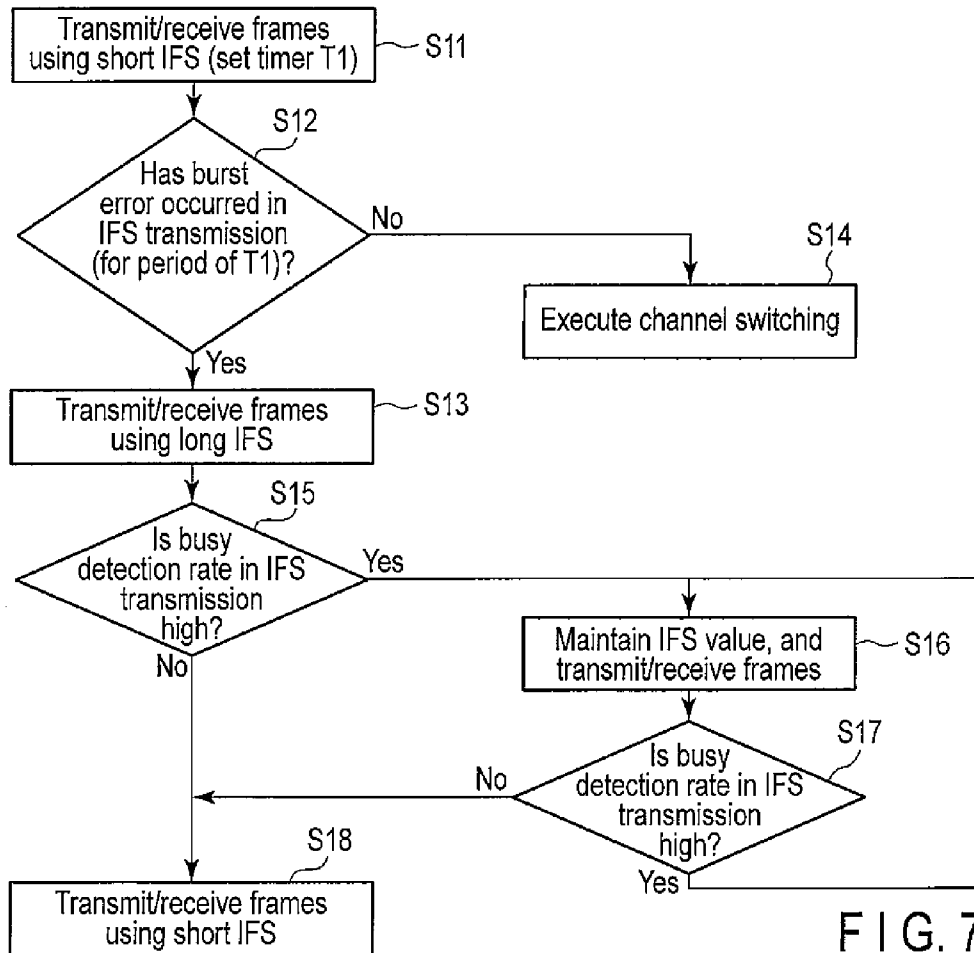 Transmit/receive frames
using short IFS (set timer T1)
S11
S12
Has burst
error occurred in
IFS transmission
(for period of T1)?
No
S14
Execute channel switching
Yes
Transmit/receive frames
using long IFS
S13
S15
Is busy
detection rate in IFS
transmission
high?
Yes
No
Maintain IFS value, and
transmit/receive frames
S16
S17
Is busy
detection rate in IFS
transmission
high?
No
Yes
S18
Transmit/receive frames
using short IFS
FIG. 7